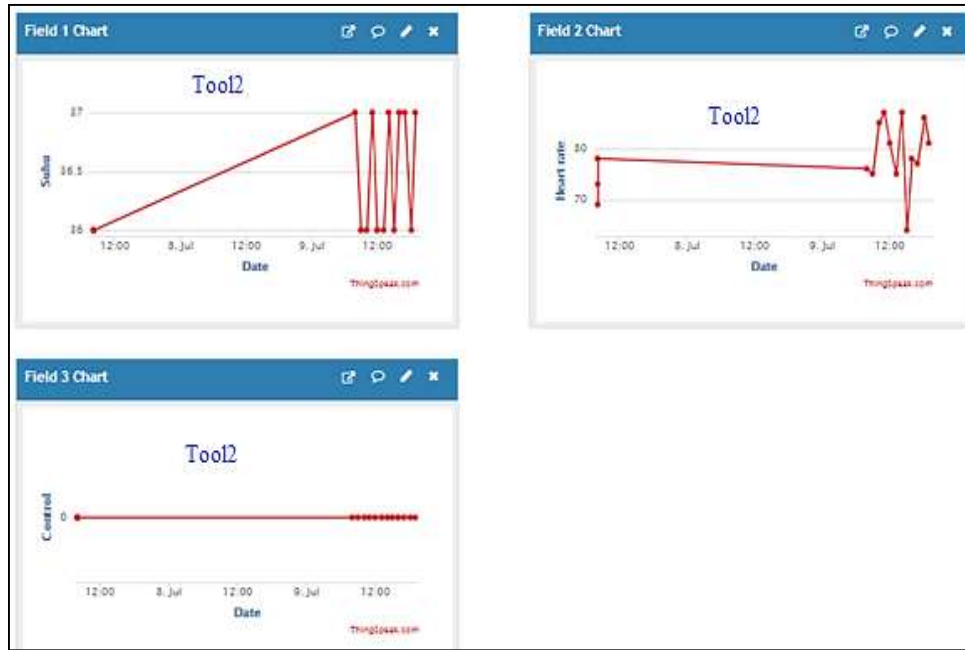 Field 1 Chart
Tool2
37
36.5
36
Suhu
12:00
8. Jul
12:00
9. Jul
12:00
Date
ThingSpeak.com
Field 2 Chart
Tool2
80
70
Heart rate
12:00
8. Jul
12:00
9. Jul
12:00
Date
ThingSpeak.com
Field 3 Chart
Tool2
0
Control
12:00
8. Jul
12:00
9. Jul
12:00
Date
ThingSpeak.com